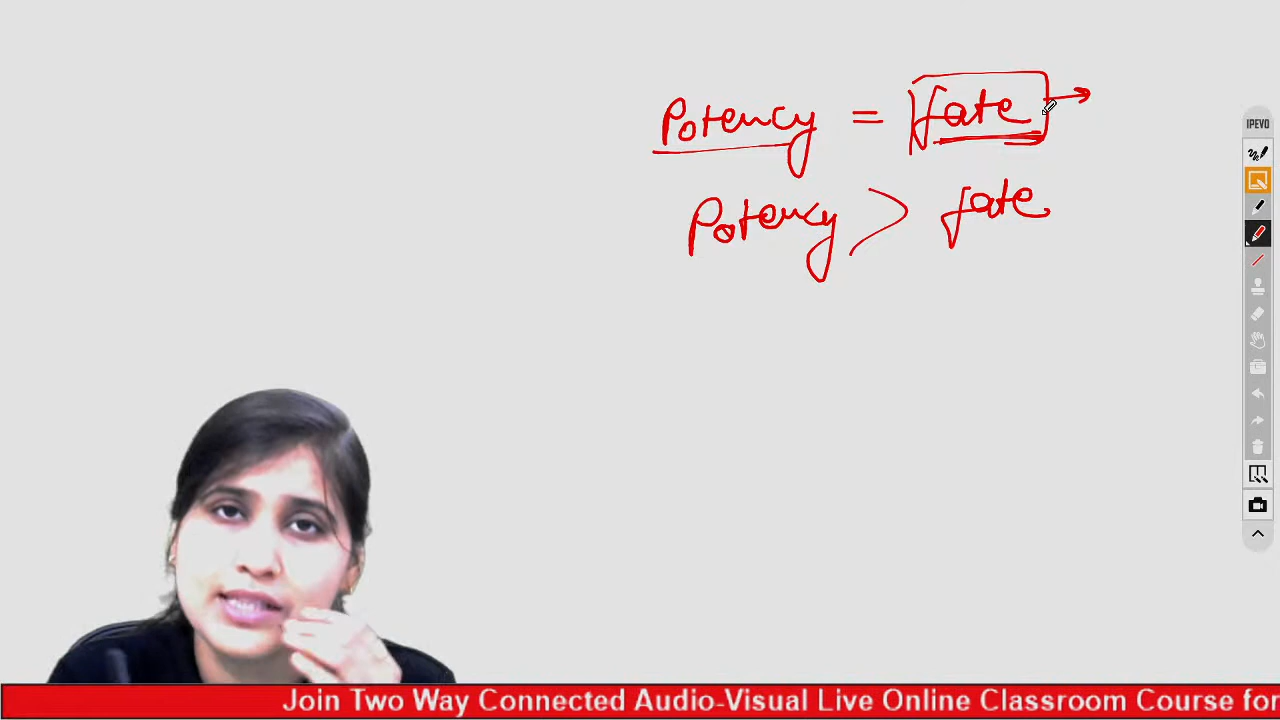 Potency = fate
Potency > fate
IPEVO
Join Two Way Connected Audio-Visual Live Online Classroom Course for